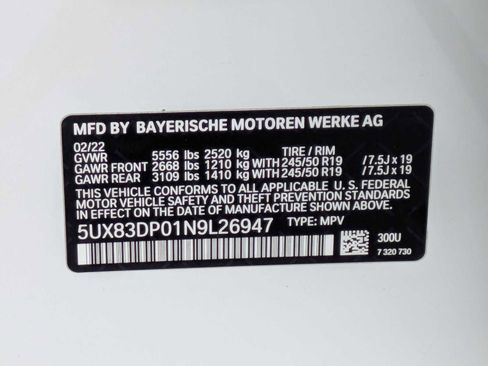 MFD BY BAYERISCHE MOTOREN WERKE AG
02/22 TIRE / RIM
GVWR 5556 lbs 2520 kg
GAWR FRONT 2668 lbs 1210 kg WITH 245/50 R19 / 7.5J x 19
GAWR REAR 3109 lbs 1410 kg WITH 245/50 R19 / 7.5J x 19
THIS VEHICLE CONFORMS TO ALL APPLICABLE U. S. FEDERAL
MOTOR VEHICLE SAFETY AND THEFT PREVENTION STANDARDS
IN EFFECT ON THE DATE OF MANUFACTURE SHOWN ABOVE.
5UX83DP01N9L26947 TYPE: MPV
300U
7 320 730